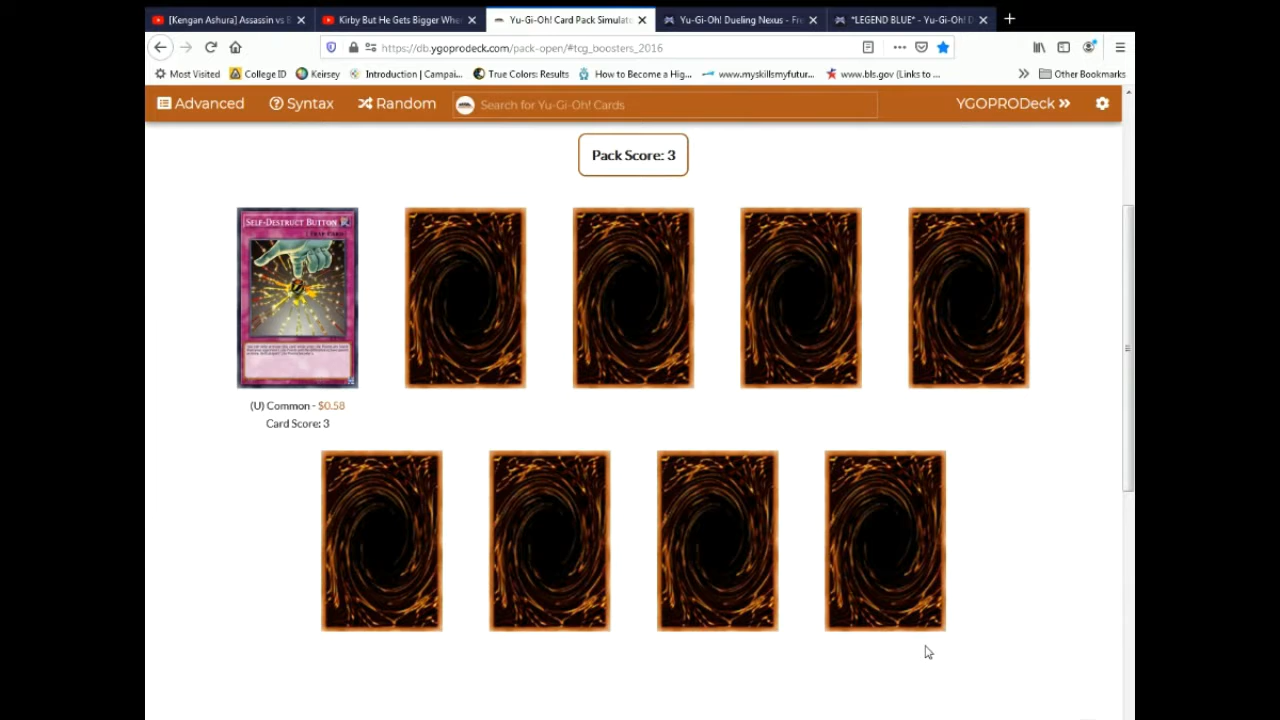 [Kengan Ashura] Assassin vs B
Kirby But He Gets Bigger Whe
Yu-Gi-Oh! Card Pack Simulato
Yu-Gi-Oh! Dueling Nexus - Fre
*LEGEND BLUE* - Yu-Gi-Oh! D
https://db.ygoprodeck.com/pack-open/#tcg_boosters_2016
Most Visited
College ID
Keirsey
Introduction | Campai...
True Colors: Results
How to Become a Hig...
www.myskillsmyfutur...
www.bls.gov (Links to ...
Other Bookmarks
Advanced
Syntax
Random
Search for Yu-Gi-Oh! Cards
YGOPRODeck
Pack Score: 3
SELF-DESTRUCT BUTTON
(U) Common - $0.58
Card Score: 3